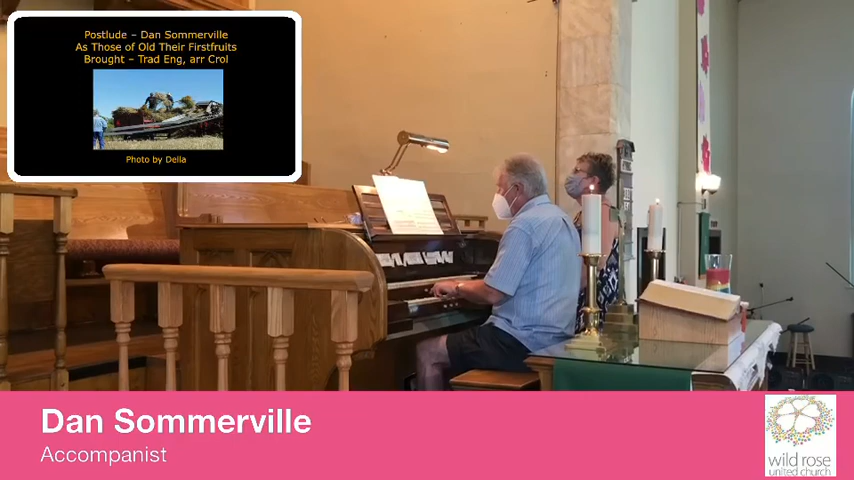 Postlude – Dan Sommerville
As Those of Old Their Firstfruits
Brought – Trad Eng, arr Crol
Photo by Della
Dan Sommerville
Accompanist
wild rose
united church